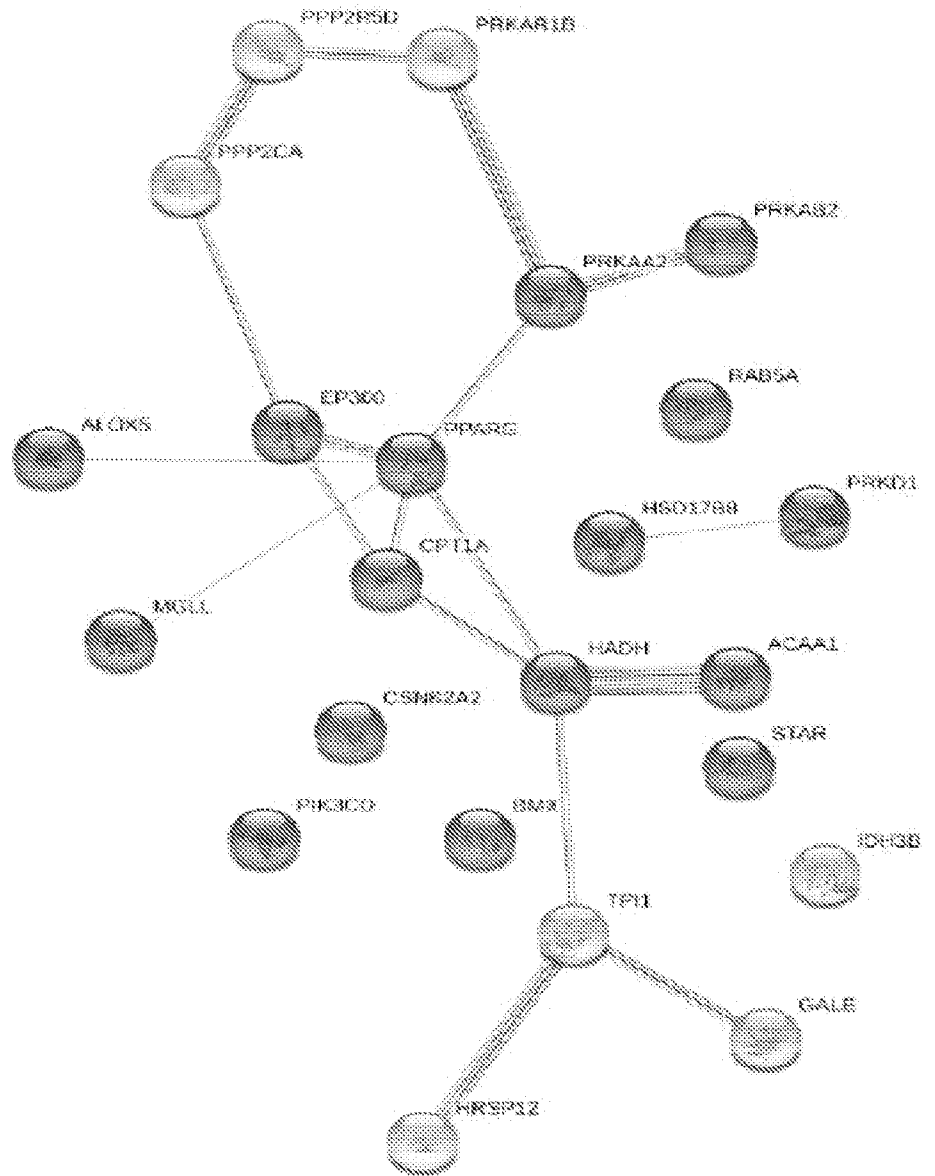 PPP2R5D
PRKAR1B
PPP2CA
PRKAB2
PRKAA2
RAB5A
EP300
ALOX5
PPARG
PRKD1
HSD17B8
CPT1A
MGLL
HADH
ACAA1
CSNK2A2
STAR
PIK3CD
BMX
IDH3B
TPI1
GALE
HRSP12